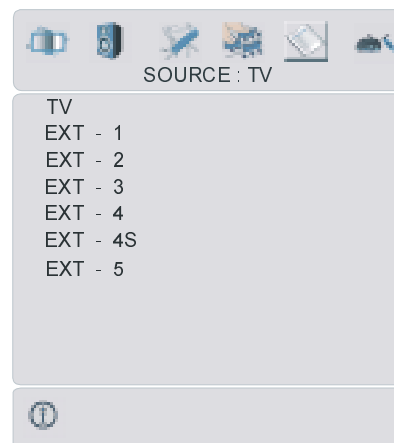 SOURCE : TV
TV
EXT - 1
EXT - 2
EXT - 3
EXT - 4
EXT - 4S
EXT - 5